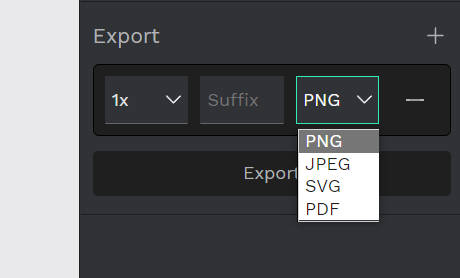 Export
1x
Suffix
PNG
PNG
JPEG
SVG
PDF
Export